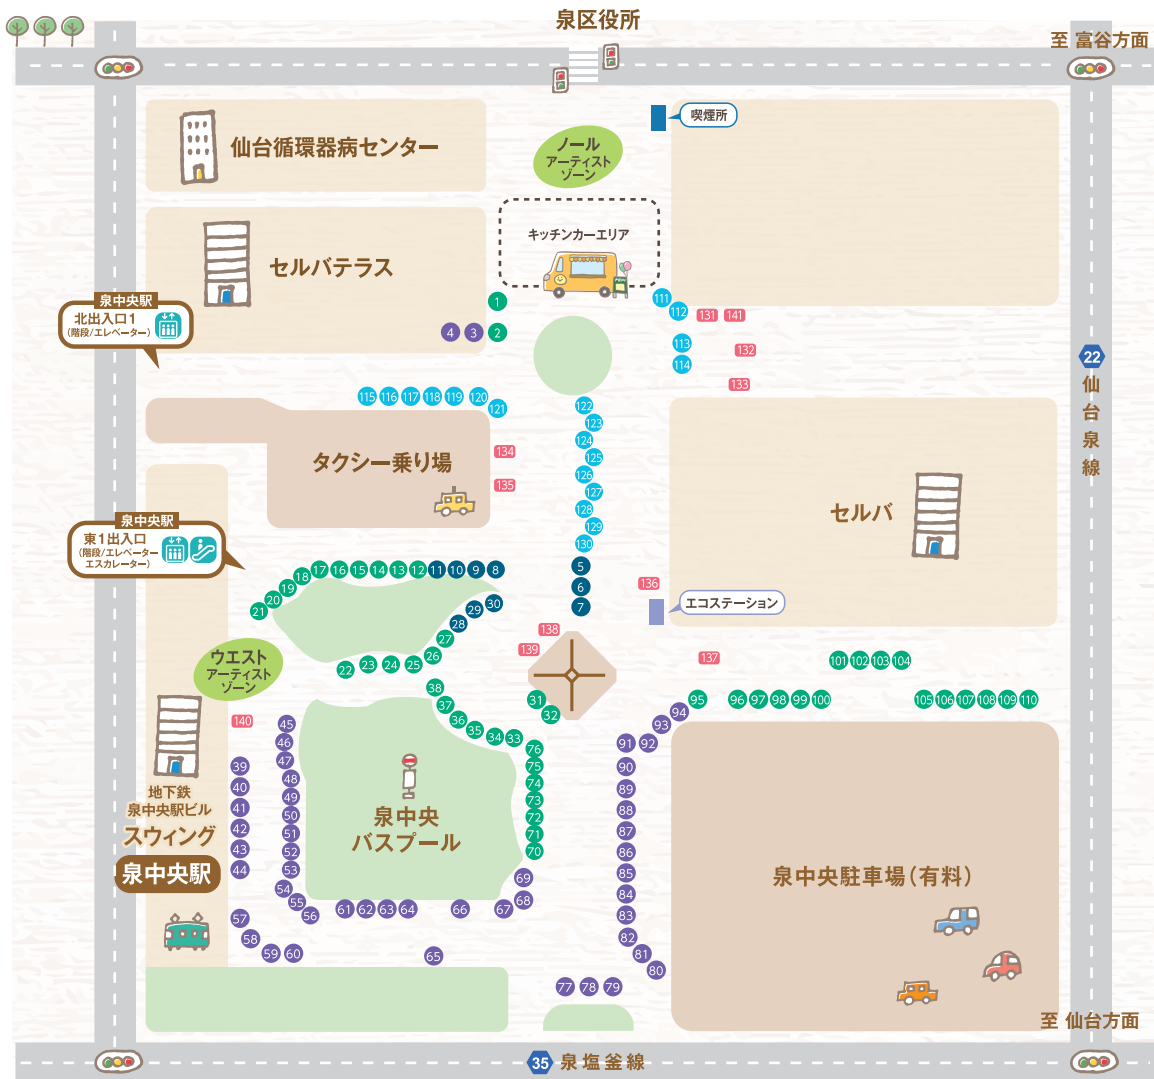 泉区役所
至 富谷方面
喫煙所
ノール
アーティスト
ゾーン
仙台循環器病センター
キッチンカーエリア
セルバテラス
泉中央駅
北出入口1
(階段/エレベーター)
1
4 3 2
111
112 131 141
113 132
114
133
22
仙台泉線
115 116 117 118 119 120
121
122
123
124
125
126
127
128
129
130
タクシー乗り場
134
135
セルバ
泉中央駅
東1出入口
(階段/エレベーター
エスカレーター)
21 20 19 18 17 16 15 14 13 12 11 10 9 8
5
6
7
136
エコステーション
30
29
28
27
26
22 23 24 25
138
139
137
101 102 103 104
ウエスト
アーティスト
ゾーン
38
37
36
35
34 33
31
32
95 96 97 98 99 100
105 106 107 108 109 110
94
93
91 92
140
45
46
47
48
49
50
51
52
53
54
55
56
39
40
41
42
43
44
76
75
74
73
72
71
70
69
68
67
90
89
88
87
86
85
84
83
82
81
80
地下鉄
泉中央駅ビル
スウィング
泉中央駅
泉中央
バスプール
泉中央駐車場(有料)
57
58
59 60
61 62 63 64 66
65
77 78 79
至 仙台方面
35 泉塩釜線